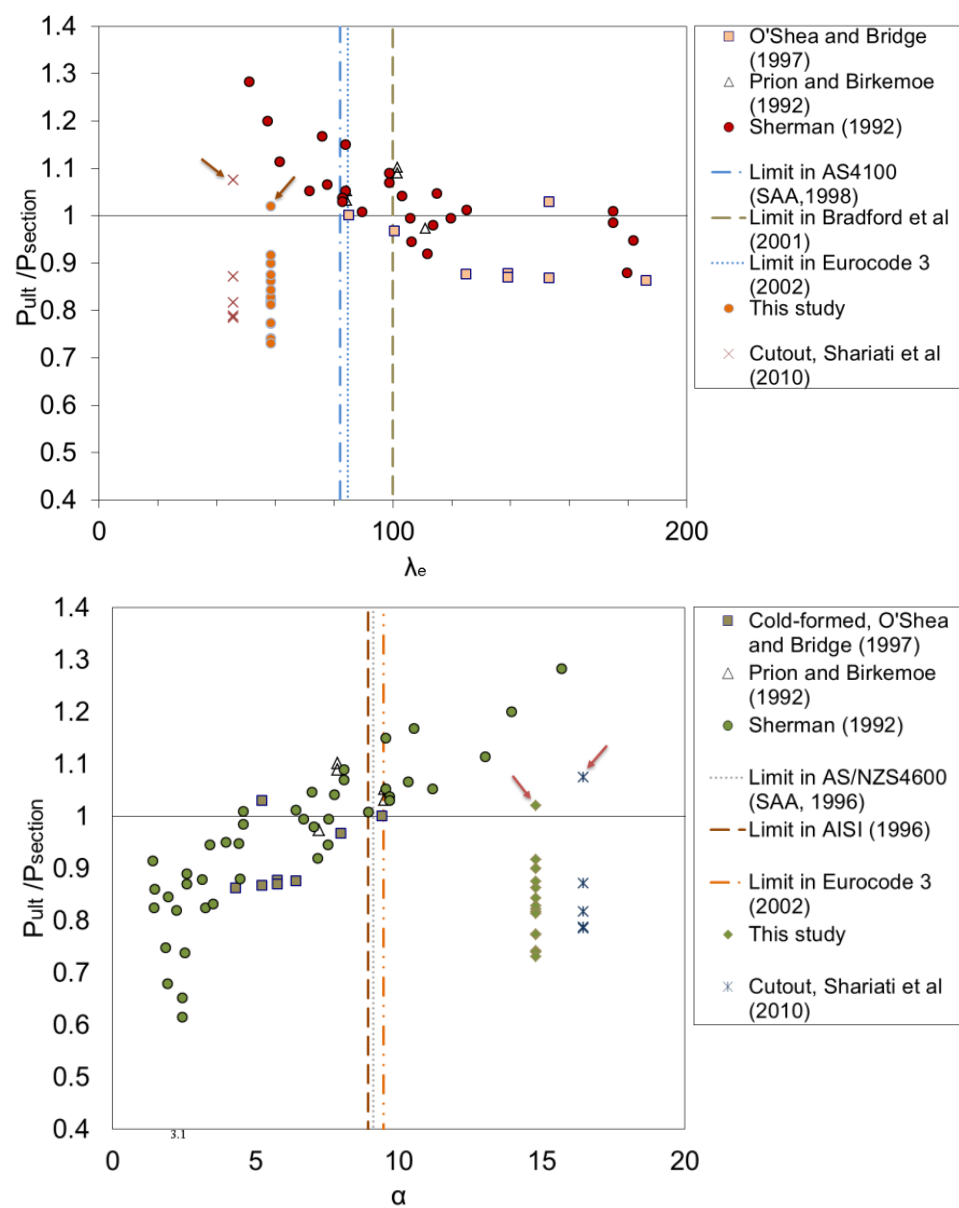 1.4
1.3
1.2
1.1
1
0.9
0.8
0.7
0.6
0.5
0.4
Pult /Psection
0
100
200
λe
O'Shea and Bridge
(1997)
Prion and Birkemoe
(1992)
Sherman (1992)
Limit in AS4100
(SAA,1998)
Limit in Bradford et al
(2001)
Limit in Eurocode 3
(2002)
This study
Cutout, Shariati et al
(2010)
1.4
1.3
1.2
1.1
1
0.9
0.8
0.7
0.6
0.5
0.4
Pult /Psection
3.1
0
5
10
15
20
α
Cold-formed, O'Shea
and Bridge (1997)
Prion and Birkemoe
(1992)
Sherman (1992)
Limit in AS/NZS4600
(SAA, 1996)
Limit in AISI (1996)
Limit in Eurocode 3
(2002)
This study
Cutout, Shariati et al
(2010)